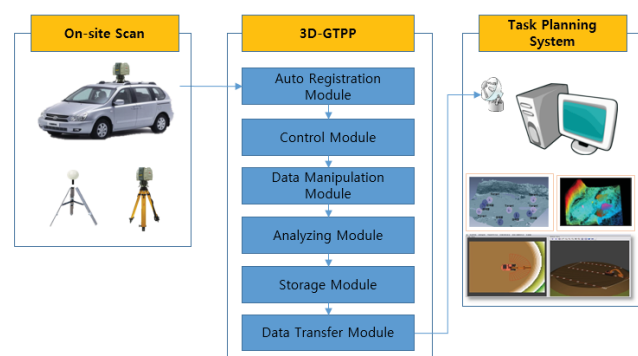 On-site Scan
3D-GTPP
Task Planning
System
Auto Registration
Module
Control Module
Data Manipulation
Module
Analyzing Module
Storage Module
Data Transfer Module